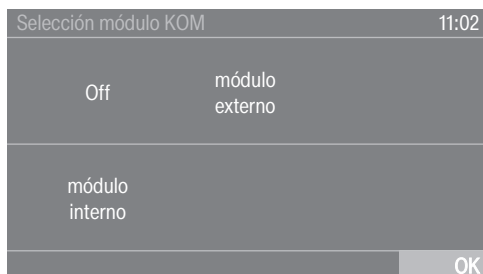 Selección módulo KOM 11:02
Off
módulo
externo
módulo
interno
OK